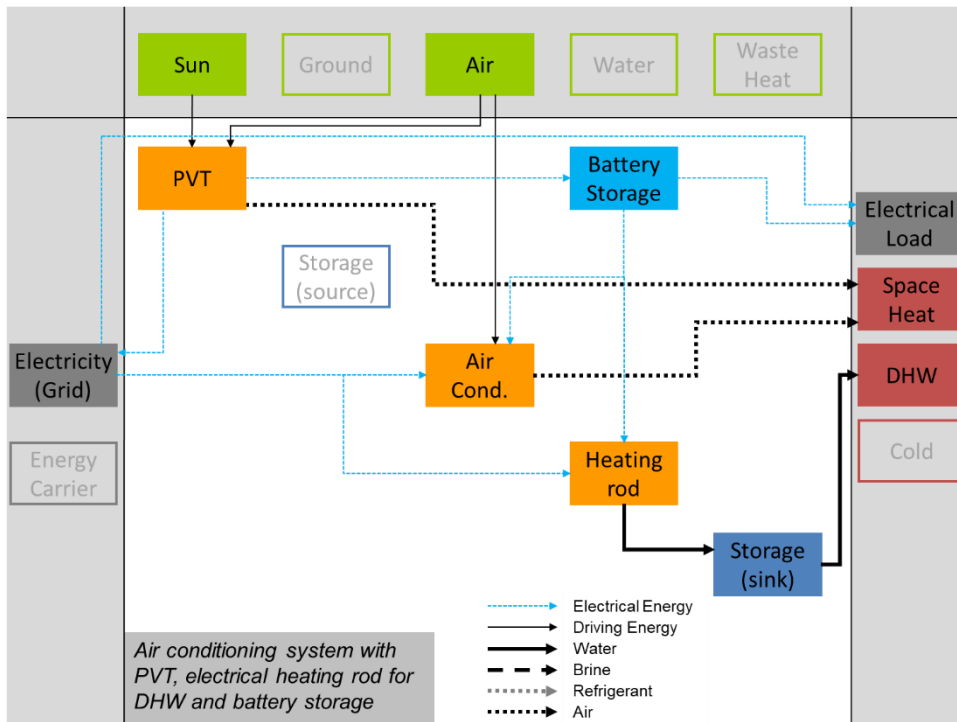 Sun
Ground
Air
Water
Waste
Heat
PVT
Battery
Storage
Electrical
Load
Storage
(source)
Space
Heat
Electricity
(Grid)
Air
Cond.
DHW
Energy
Carrier
Heating
rod
Cold
Storage
(sink)
Electrical Energy
Driving Energy
Water
Brine
Refrigerant
Air
Air conditioning system with
PVT, electrical heating rod for
DHW and battery storage